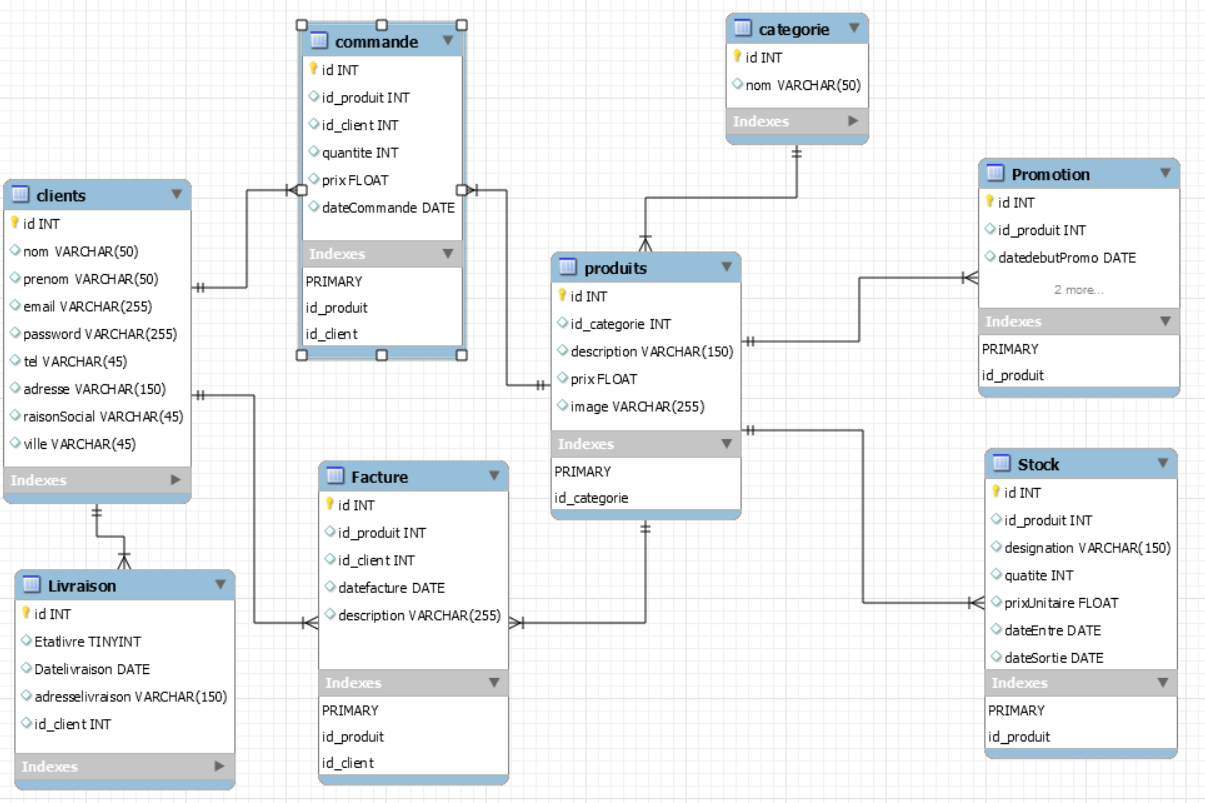 commande
id INT
id_produit INT
id_client INT
quantite INT
prix FLOAT
dateCommande DATE
Indexes
PRIMARY
id_produit
id_client
categorie
id INT
nom VARCHAR(50)
Indexes
clients
id INT
nom VARCHAR(50)
prenom VARCHAR(50)
email VARCHAR(255)
password VARCHAR(255)
tel VARCHAR(45)
adresse VARCHAR(150)
raisonSocial VARCHAR(45)
ville VARCHAR(45)
Indexes
Promotion
id INT
id_produit INT
datedebutPromo DATE
2 more...
Indexes
PRIMARY
id_produit
produits
id INT
id_categorie INT
description VARCHAR(150)
prix FLOAT
image VARCHAR(255)
Indexes
PRIMARY
id_categorie
Facture
id INT
id_produit INT
id_client INT
datefacture DATE
description VARCHAR(255)
Indexes
PRIMARY
id_produit
id_client
Stock
id INT
id_produit INT
designation VARCHAR(150)
quatite INT
prixUnitaire FLOAT
dateEntre DATE
dateSortie DATE
Indexes
PRIMARY
id_produit
Livraison
id INT
Etatlivre TINYINT
Datelivraison DATE
adresselivraison VARCHAR(150)
id_client INT
Indexes